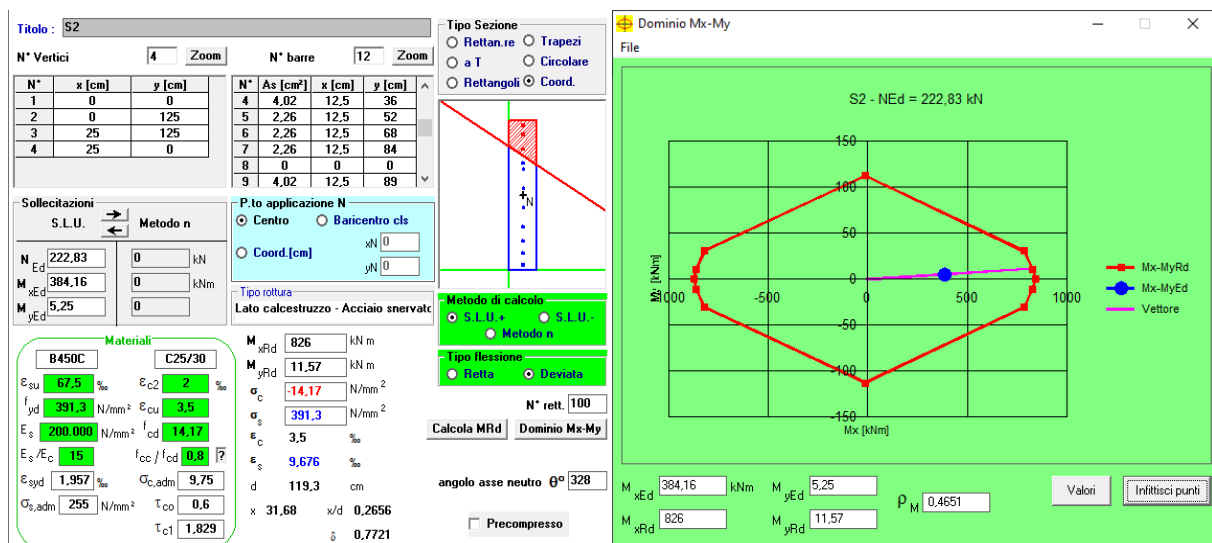 Titolo : S2
N° Vertici 4 Zoom N° barre 12 Zoom
N° x [cm] y [cm]
1 0 0
2 0 125
3 25 125
4 25 0
N° As [cm²] x [cm] y [cm]
4 4,02 12,5 36
5 2,26 12,5 52
6 2,26 12,5 68
7 2,26 12,5 84
8 0 0 0
9 4,02 12,5 89
Sollecitazioni
S.L.U. Metodo n
N Ed 222,83 0 kN
M xEd 384,16 0 kNm
M yEd 5,25 0
P.to applicazione N
Centro Baricentro cls
Coord.[cm] xN 0
yN 0
Tipo rottura
Lato calcestruzzo - Acciaio snervato
Materiali
B450C C25/30
εsu 67,5 ‰ εc2 2 ‰
fyd 391,3 N/mm² εcu 3,5
Es 200.000 N/mm² fcd 14,17
Es/Ec 15 fcc / fcd 0,8 ?
εsyd 1,957 ‰ σc,adm 9,75
σs,adm 255 N/mm² τco 0,6
τc1 1,829
M xRd 826 kN m
M yRd 11,57 kN m
σc -14,17 N/mm²
σs 391,3 N/mm²
εc 3,5 ‰
εs 9,676 ‰
d 119,3 cm
x 31,68 x/d 0,2656
δ 0,7721
Tipo Sezione
Rettan.re Trapezi
a T Circolare
Rettangoli Coord.
N
Metodo di calcolo
S.L.U.+ S.L.U.-
Metodo n
Tipo flessione
Retta Deviata
N° rett. 100
Calcola MRd Dominio Mx-My
angolo asse neutro θ° 328
Precompresso
Dominio Mx-My
File
S2 - NEd = 222,83 kN
150
100
50
0
-50
-100
-150
-1000 -500 0 500 1000
Mx [kNm]
Mx-MyRd
Mx-MyEd
Vettore
M xEd 384,16 kNm M yEd 5,25
M xRd 826 M yRd 11,57
ρ M 0,4651
Valori Infittisci punti